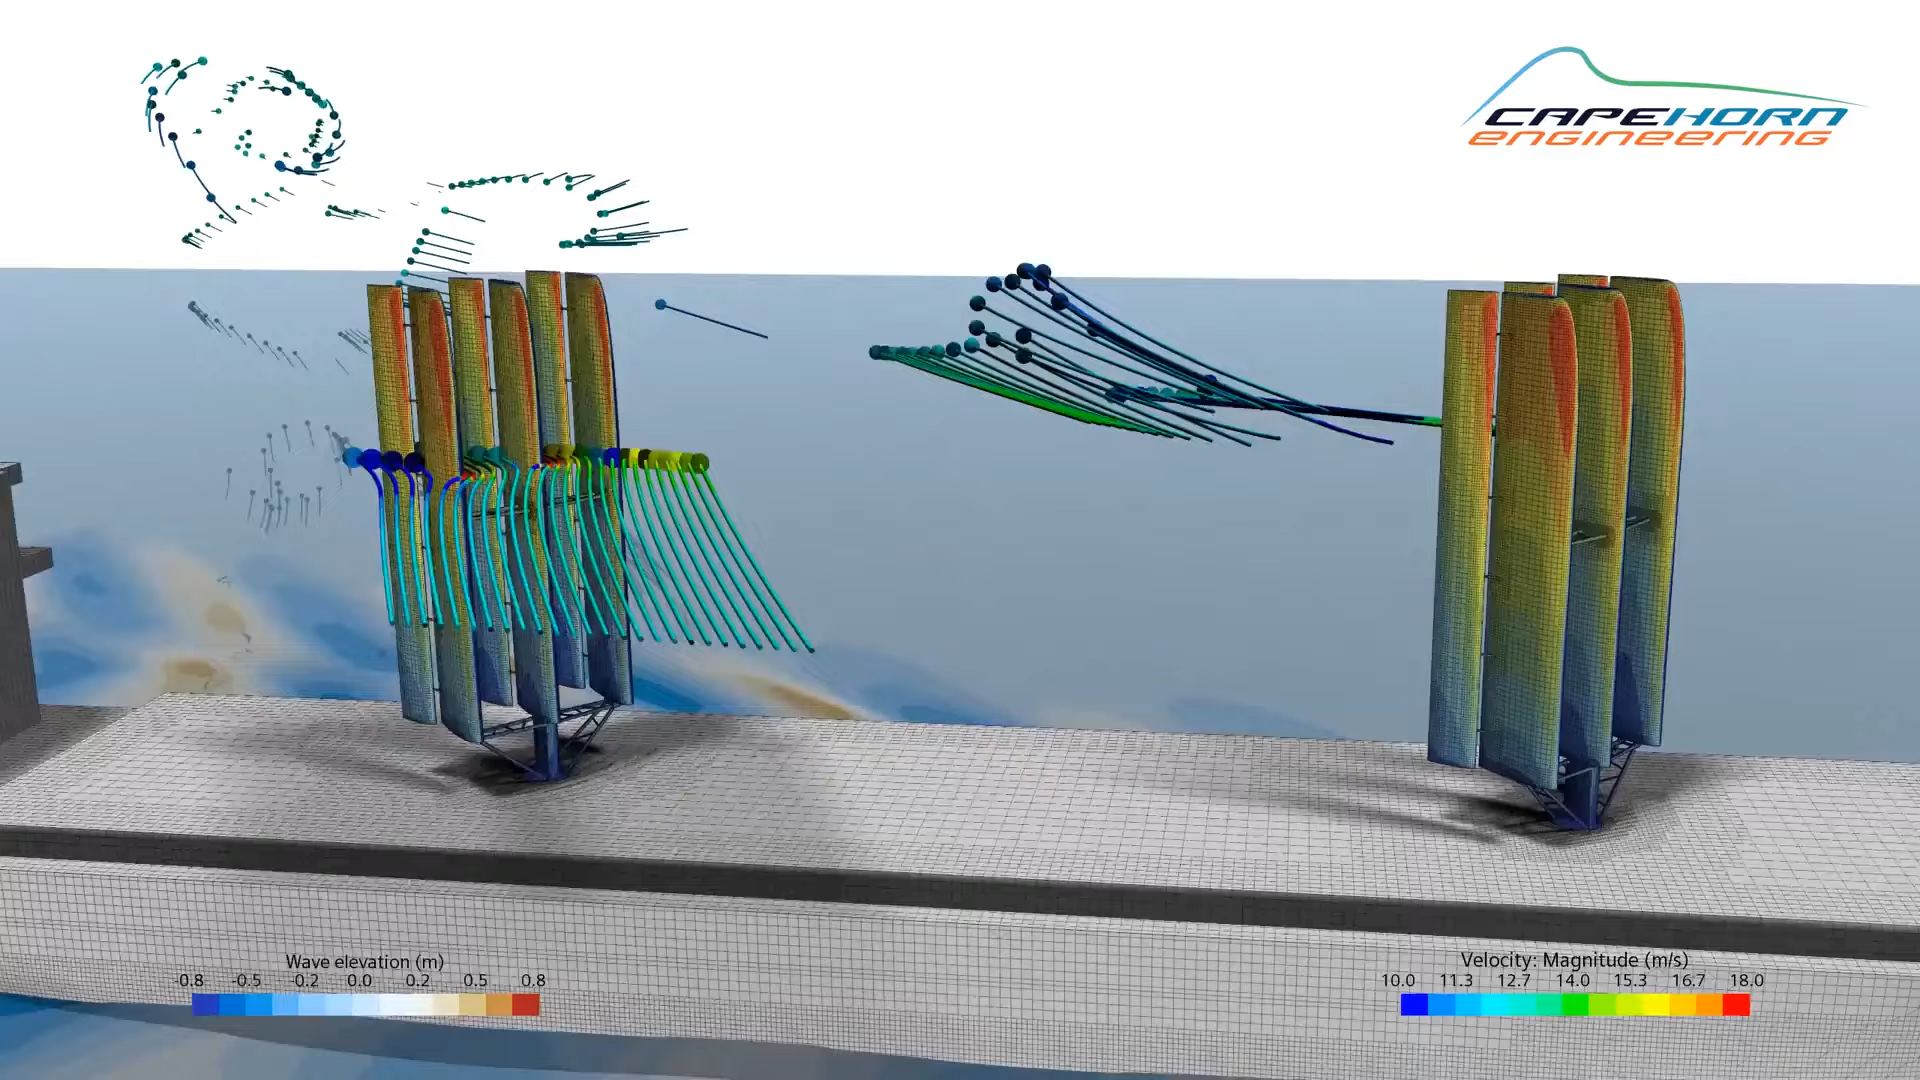 CAPEHORN
ENGINEERING
Wave elevation (m)
-0.8 -0.5 -0.2 0.0 0.2 0.5 0.8
Velocity: Magnitude (m/s)
10.0 11.3 12.7 14.0 15.3 16.7 18.0